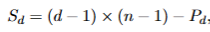 S_d = (d − 1) × (n − 1) − P_d,